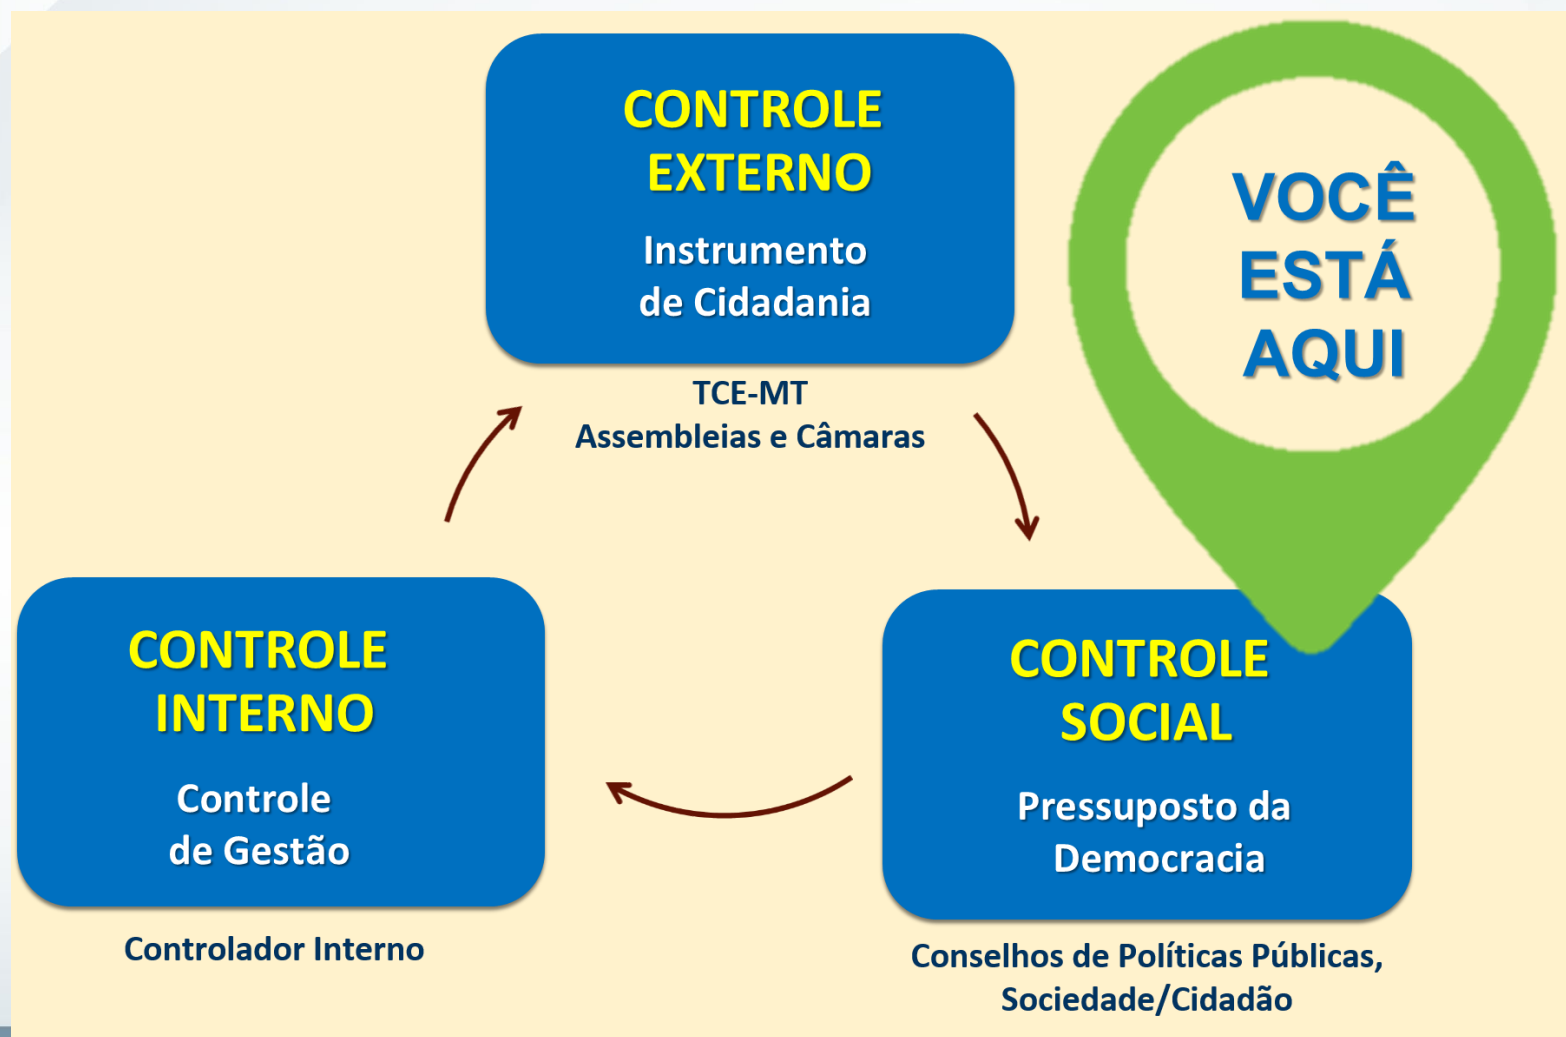 CONTROLE
EXTERNO
Instrumento
de Cidadania
TCE-MT
Assembleias e Câmaras
VOCÊ
ESTÁ
AQUI
CONTROLE
INTERNO
Controle
de Gestão
Controlador Interno
CONTROLE
SOCIAL
Pressuposto da
Democracia
Conselhos de Políticas Públicas,
Sociedade/Cidadão